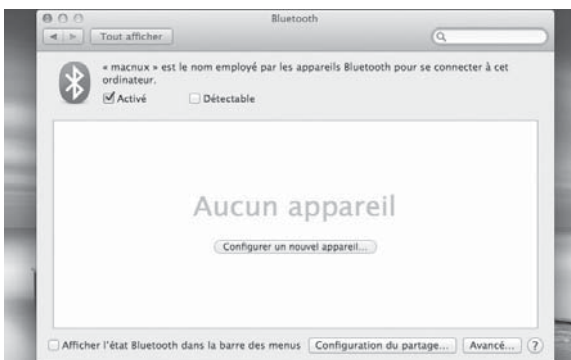 Bluetooth
Tout afficher
« macnux » est le nom employé par les appareils Bluetooth pour se connecter à cet
ordinateur.
Activé Détectable
Aucun appareil
Configurer un nouvel appareil...
Afficher l'état Bluetooth dans la barre des menus Configuration du partage... Avancé... ?